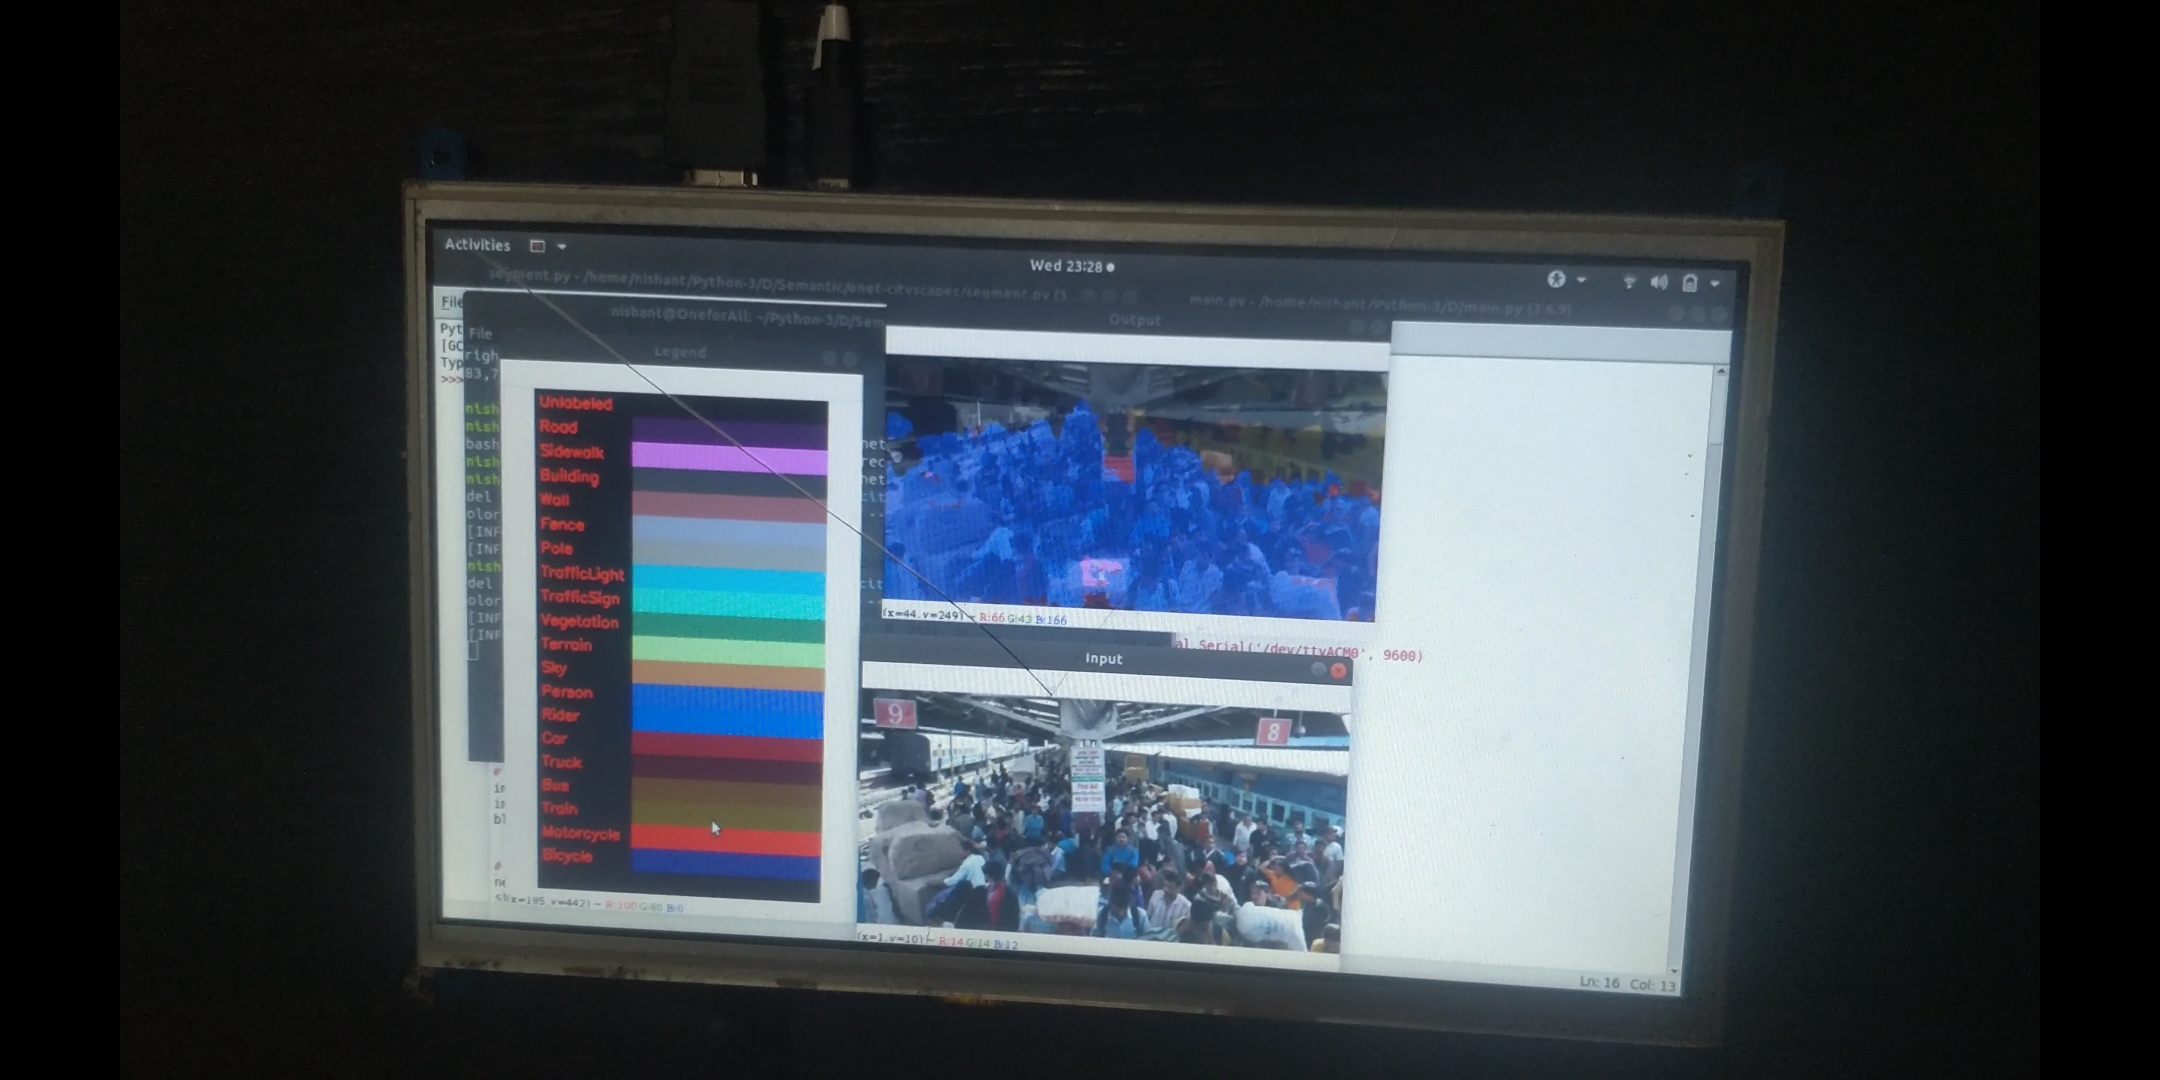 Activities
Wed 23:28
segment.py - /home/nishant/Python-3/D/Semantic/enet-cityscapes/segment.py (3...
main.py - /home/nishant/Python-3/D/main.py (3.6.9)
File
nishant@OneforAll: ~/Python-3/D/Sem
Output
Pyt
[GC
Typ
>>>
File
righ
83,7
nish
nish
bash
nish
nish
del
olor
[INF
[INF
nish
del
olor
[INF
[INF
Legend
Unlabeled
Road
Sidewalk
Building
Wall
Fence
Pole
TrafficLight
TrafficSign
Vegetation
Terrain
Sky
Person
Rider
Car
Truck
Bus
Train
Motorcycle
Bicycle
(x=185, y=442) ~ R:100 G:80 B:0
net
rec
net
cit
--
cit
--
(x=44, y=249) ~ R:66 G:43 B:166
al.Serial('/dev/ttyACM0', 9600)
Input
9
8
(x=1, y=10) ~ R:14 G:14 B:12
#
in
in
bl
#
ne
Ln: 16 Col: 13